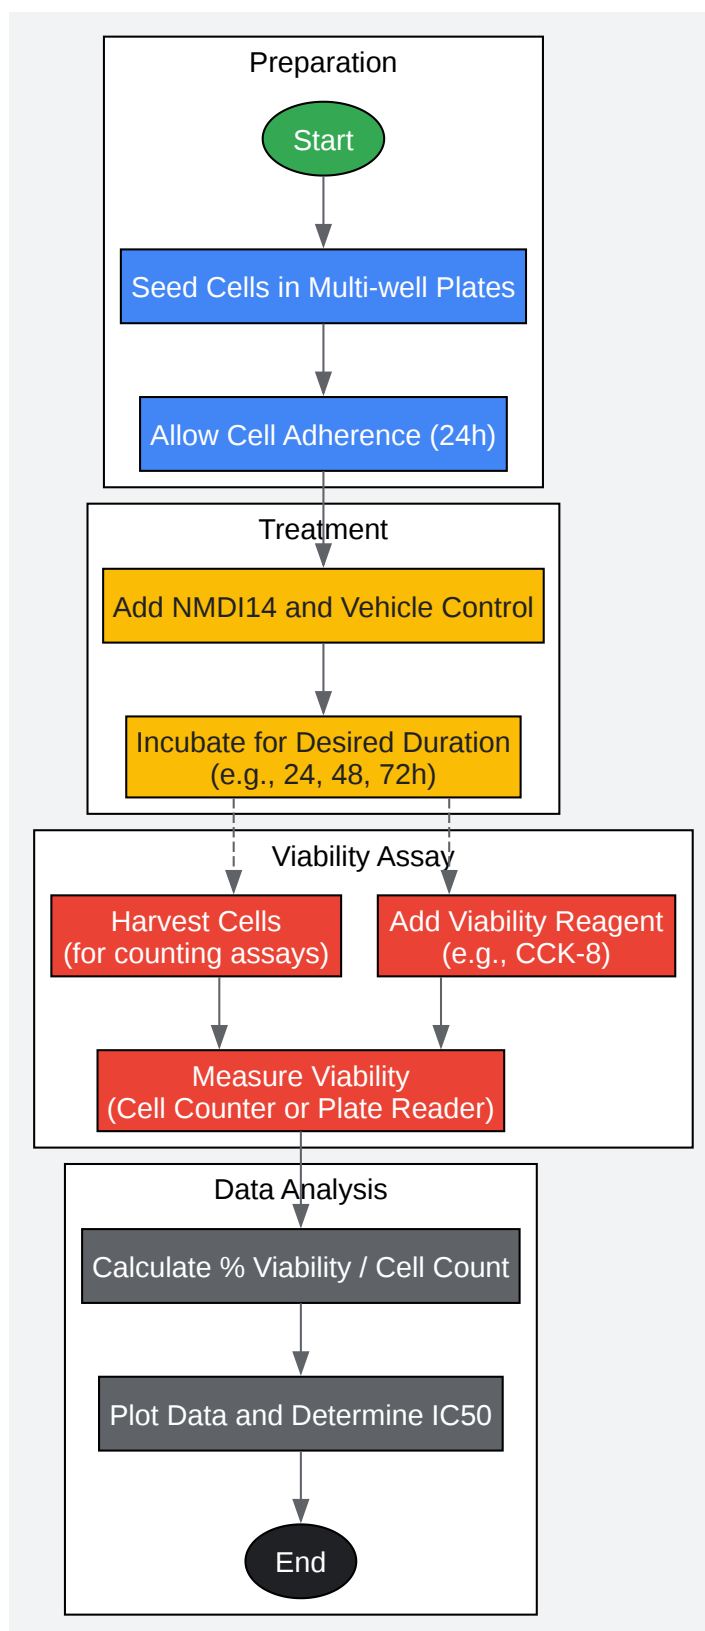 Preparation
Start
Seed Cells in Multi-well Plates
Allow Cell Adherence (24h)
Treatment
Add NMDI14 and Vehicle Control
Incubate for Desired Duration
(e.g., 24, 48, 72h)
Viability Assay
Harvest Cells
(for counting assays)
Add Viability Reagent
(e.g., CCK-8)
Measure Viability
(Cell Counter or Plate Reader)
Data Analysis
Calculate % Viability / Cell Count
Plot Data and Determine IC50
End